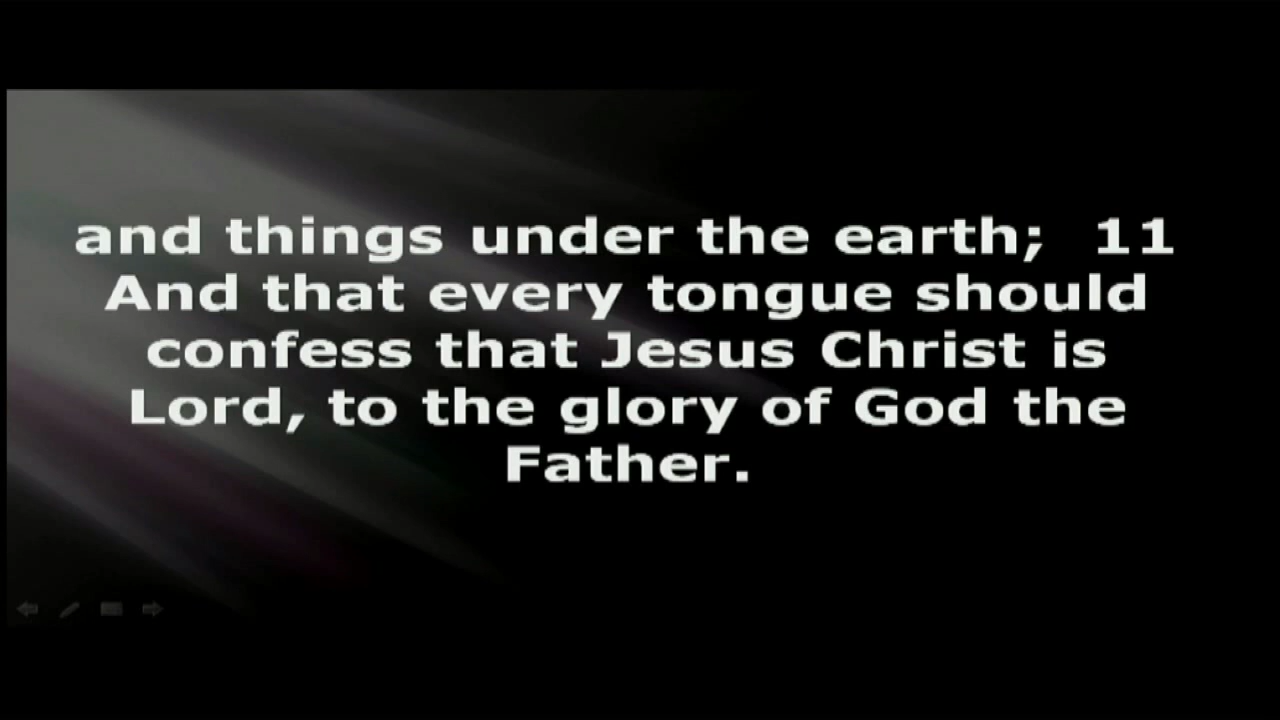 and things under the earth;  11
And that every tongue should
confess that Jesus Christ is
Lord, to the glory of God the
Father.